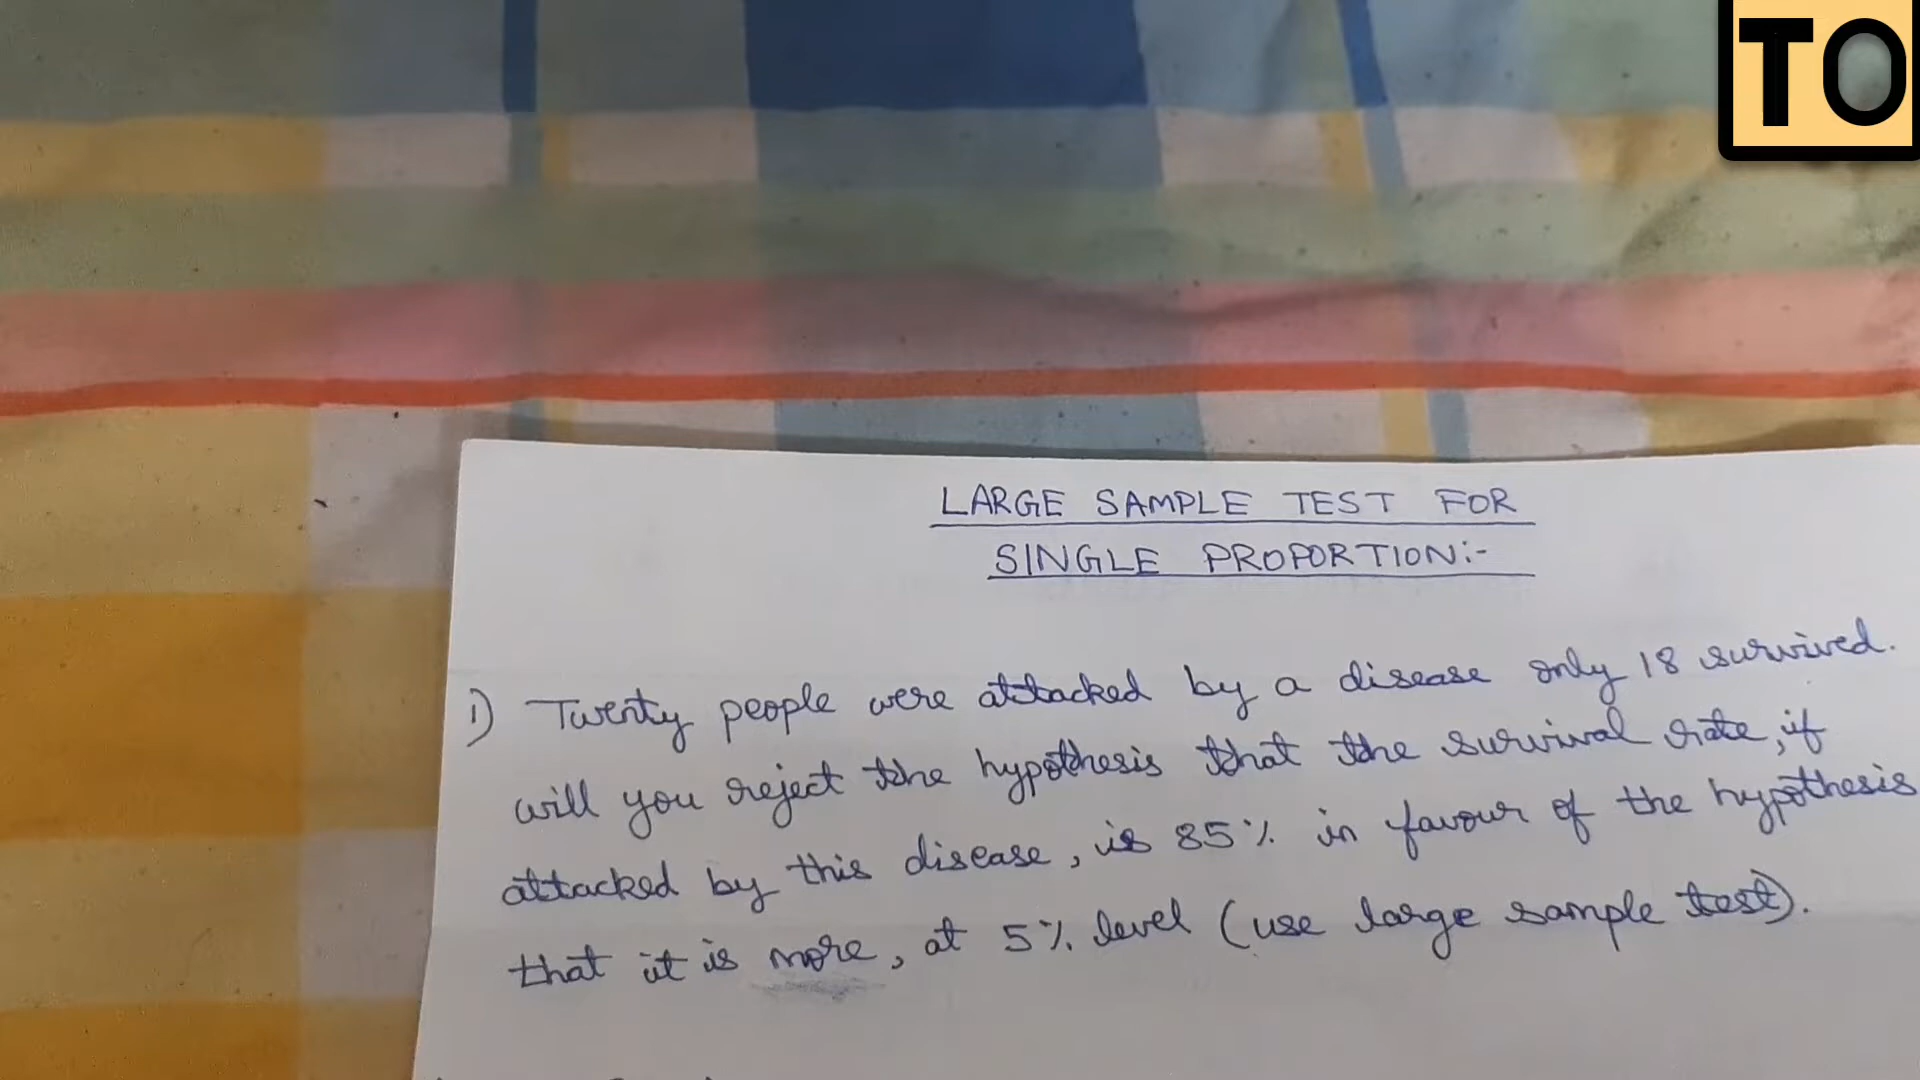 TO
LARGE SAMPLE TEST FOR
SINGLE PROPORTION:-
1) Twenty people were attacked by a disease only 18 survived.
will you reject the hypothesis that the survival rate, if
attacked by this disease, is 85% in favour of the hypothesis
that it is more, at 5% level (use large sample test).